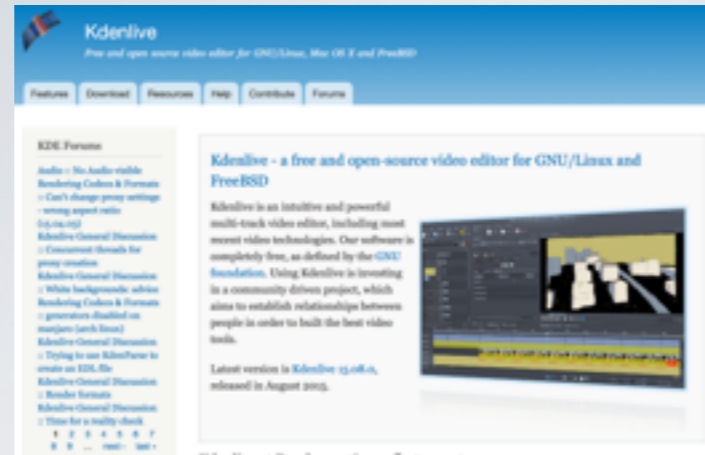 Kdenlive
Free and open source video editor for GNU/Linux, Mac OS X and FreeBSD
Features Download Resources Help Contribute Forums
KDE Forums
Audio :: No Audio visible
Rendering Codecs & Formats
:: Can't change proxy settings
- wrong aspect ratio
(15.04.05)
Kdenlive General Discussion
:: Concurrent threads for
proxy creation
Kdenlive General Discussion
:: White backgrounds: advice
Rendering Codecs & Formats
:: generators disabled on
manjaro (arch linux)
Kdenlive General Discussion
:: Trying to use KdenParse to
create an EDL file
Kdenlive General Discussion
:: Render formats
Kdenlive General Discussion
:: Time for a reality check
1 2 3 4 5 6 7
8 9 ... next › last »
Kdenlive - a free and open-source video editor for GNU/Linux and
FreeBSD
Kdenlive is an intuitive and powerful
multi-track video editor, including most
recent video technologies. Our software is
completely free, as defined by the GNU
foundation. Using Kdenlive is investing
in a community driven project, which
aims to establish relationships between
people in order to built the best video
tools.
Latest version is Kdenlive 15.08.0,
released in August 2015.